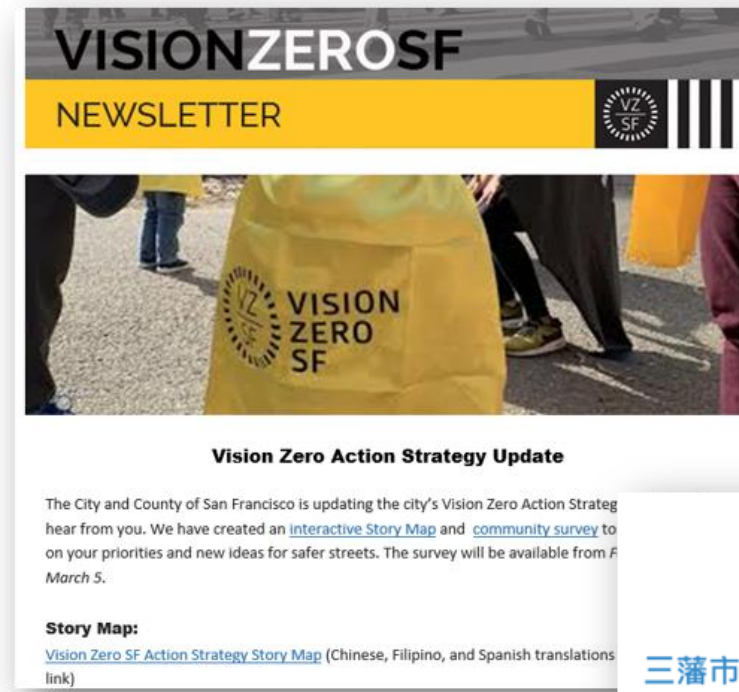 VISIONZEROSF
NEWSLETTER
VZ
SF
VZ
SF
VISION
ZERO
SF
Vision Zero Action Strategy Update
The City and County of San Francisco is updating the city's Vision Zero Action Strateg
hear from you. We have created an interactive Story Map and community survey to
on your priorities and new ideas for safer streets. The survey will be available from F
March 5.
Story Map:
Vision Zero SF Action Strategy Story Map (Chinese, Filipino, and Spanish translations
link)
三藩市